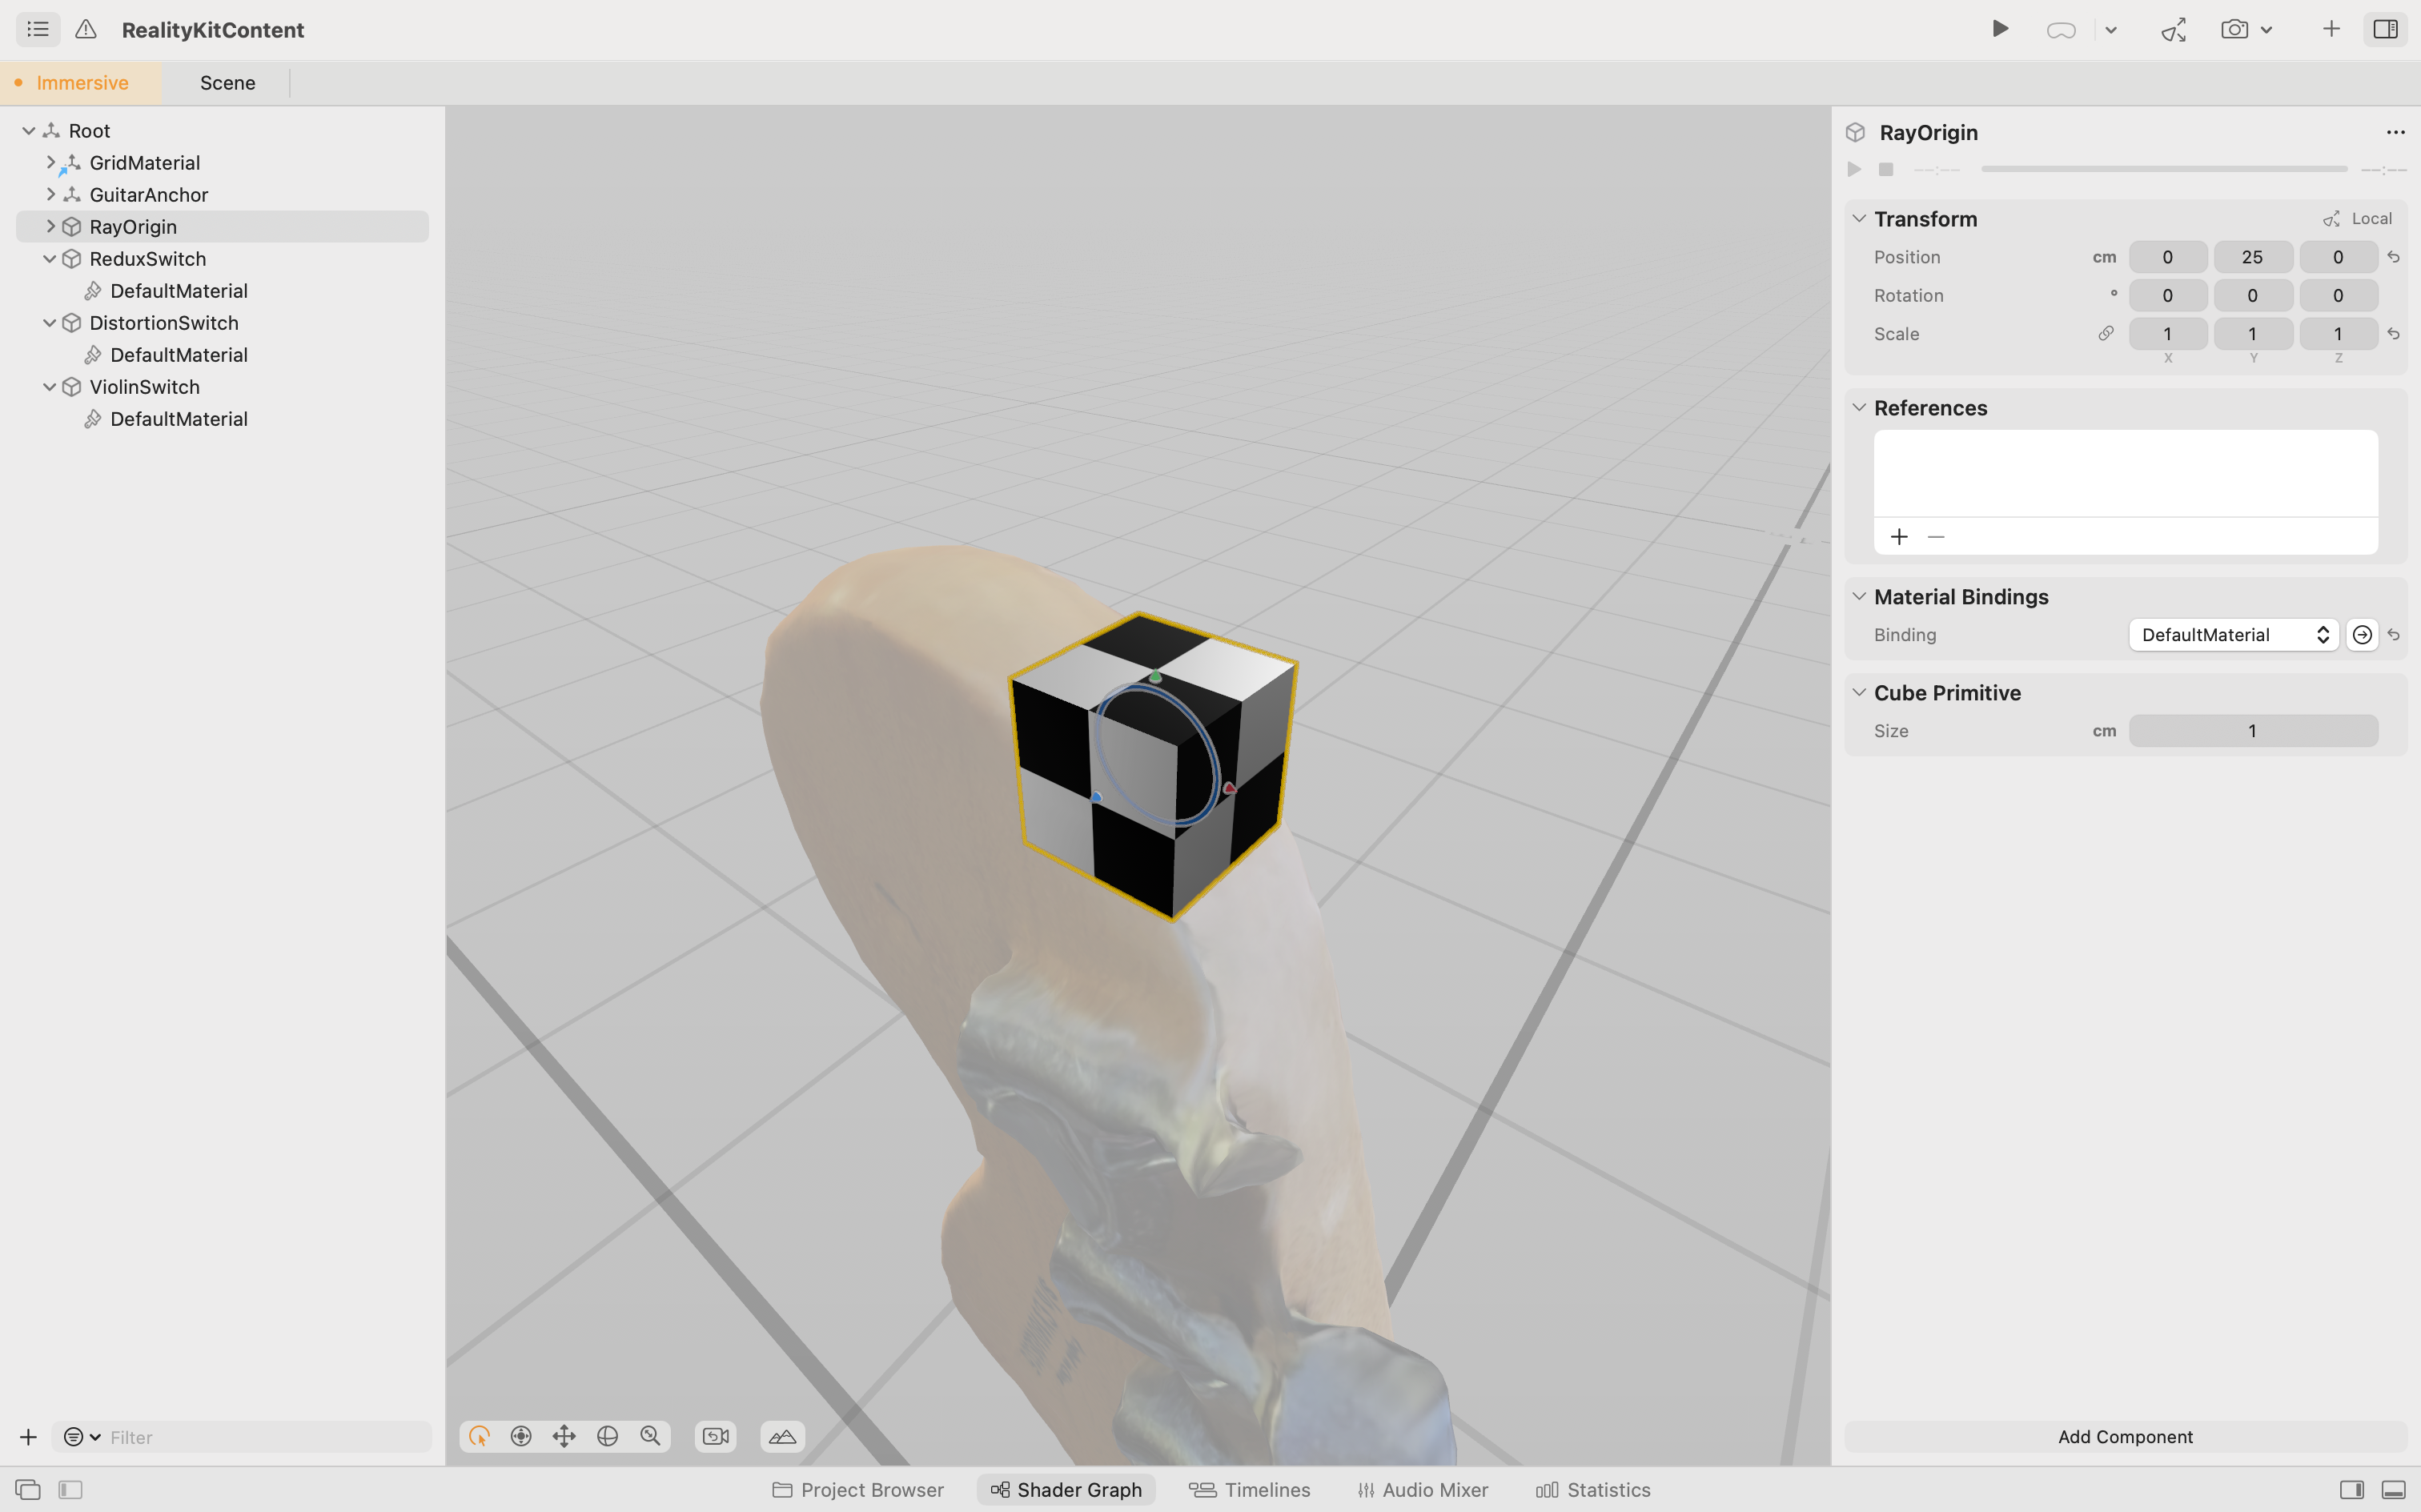 RealityKitContent
Immersive
Scene
Root
GridMaterial
GuitarAnchor
RayOrigin
ReduxSwitch
DefaultMaterial
DistortionSwitch
DefaultMaterial
ViolinSwitch
DefaultMaterial
Filter
RayOrigin
--:--
--:--
Transform
Local
Position cm 0 25 0
Rotation ° 0 0 0
Scale 1 1 1
X Y Z
References
Material Bindings
Binding DefaultMaterial
Cube Primitive
Size cm 1
Add Component
Project Browser
Shader Graph
Timelines
Audio Mixer
Statistics